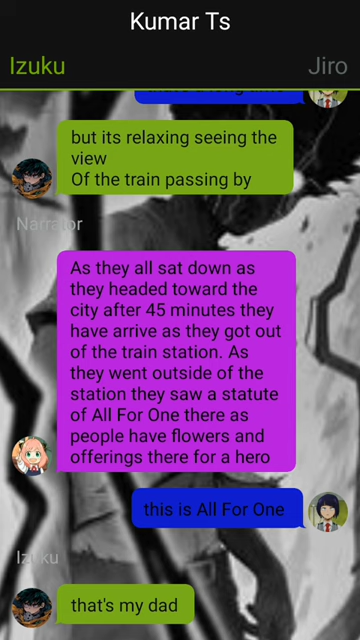 Kumar Ts
Izuku
Jiro
but its relaxing seeing the
view
Of the train passing by
Narrator
As they all sat down as
they headed toward the
city after 45 minutes they
have arrive as they got out
of the train station. As
they went outside of the
station they saw a statute
of All For One there as
people have flowers and
offerings there for a hero
this is All For One
Izuku
that's my dad